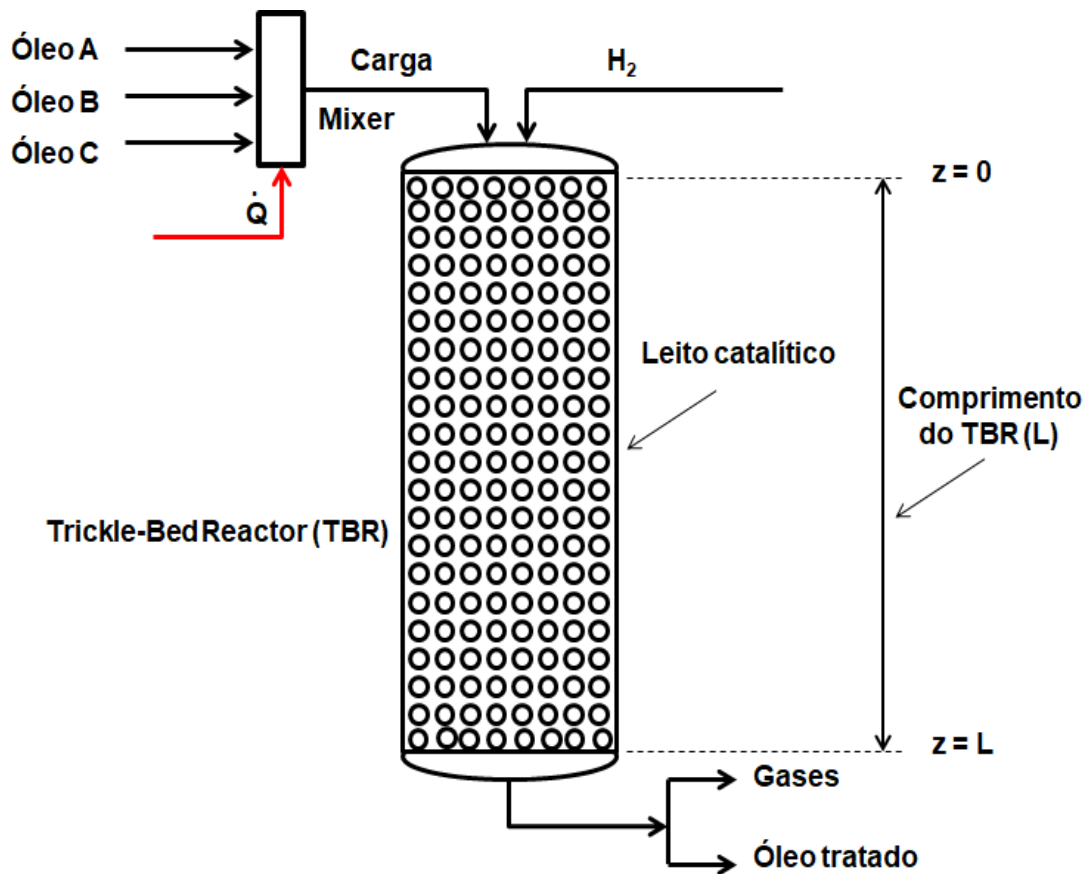 Óleo A
Óleo B
Óleo C
Carga
Mixer
H₂
Q̇
z = 0
Leito catalítico
Comprimento
do TBR (L)
Trickle-Bed Reactor (TBR)
z = L
Gases
Óleo tratado